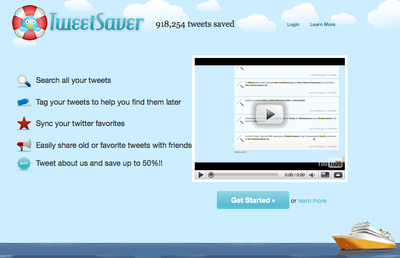 TweetSaver
918,254 tweets saved
Login
Learn More
Search all your tweets
Tag your tweets to help you find them later
Sync your twitter favorites
Easily share old or favorite tweets with friends
Tweet about us and save up to 50%!!
0:00 / 0:00
Get Started »
or learn more